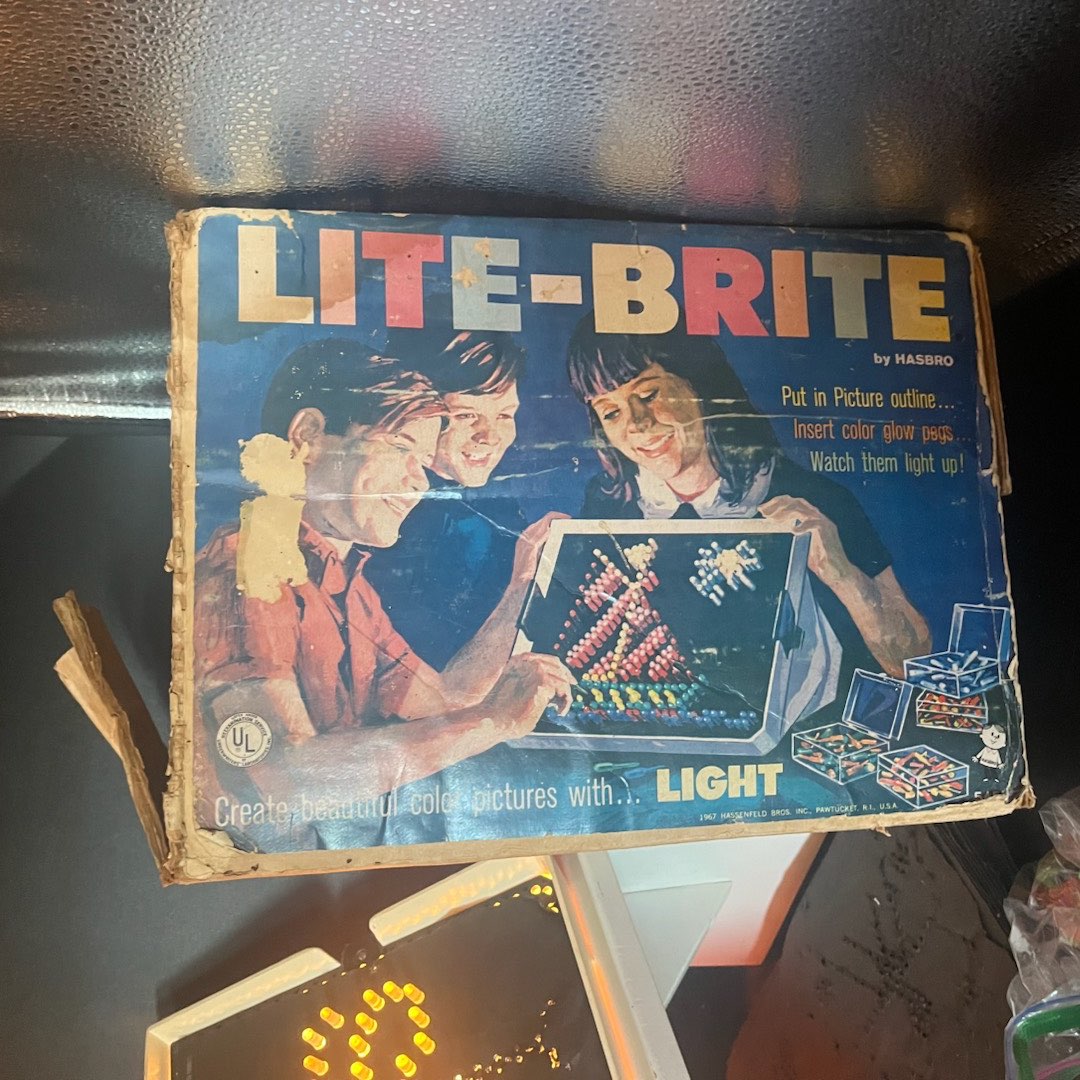 LITE-BRITE
by HASBRO
Put in Picture outline...
Insert color glow pegs...
Watch them light up!
UL
Create beautiful color pictures with... LIGHT
1967 HASSENFELD BROS. INC., PAWTUCKET, R.I., U.S.A.